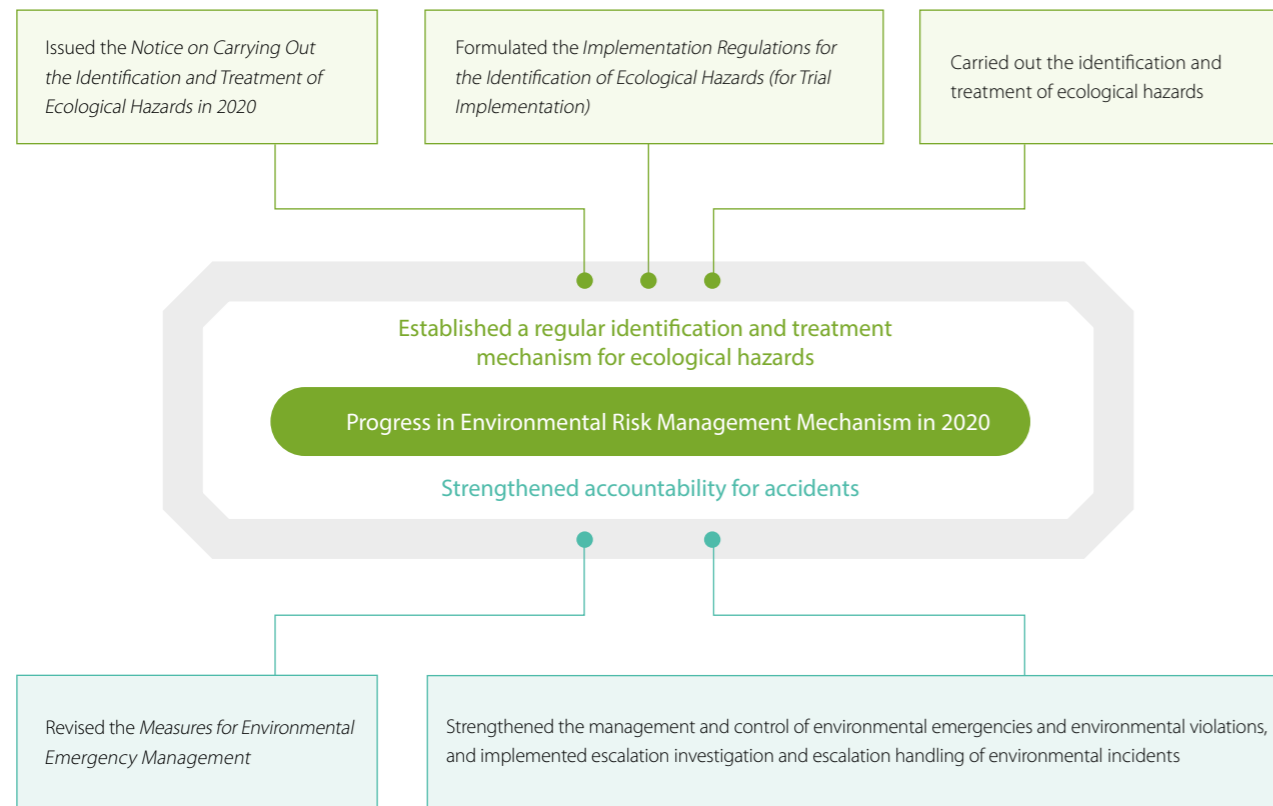 Issued the Notice on Carrying Out
the Identification and Treatment of
Ecological Hazards in 2020
Formulated the Implementation Regulations for
the Identification of Ecological Hazards (for Trial
Implementation)
Carried out the identification and
treatment of ecological hazards
Established a regular identification and treatment
mechanism for ecological hazards
Progress in Environmental Risk Management Mechanism in 2020
Strengthened accountability for accidents
Revised the Measures for Environmental
Emergency Management
Strengthened the management and control of environmental emergencies and environmental violations,
and implemented escalation investigation and escalation handling of environmental incidents